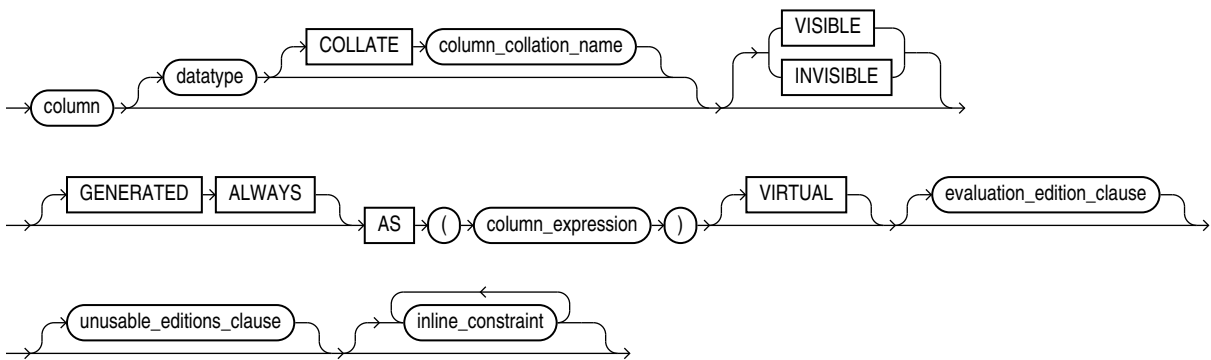 COLLATE column_collation_name VISIBLE
datatype INVISIBLE
column
GENERATED ALWAYS VIRTUAL evaluation_edition_clause
AS ( column_expression )
unusable_editions_clause inline_constraint